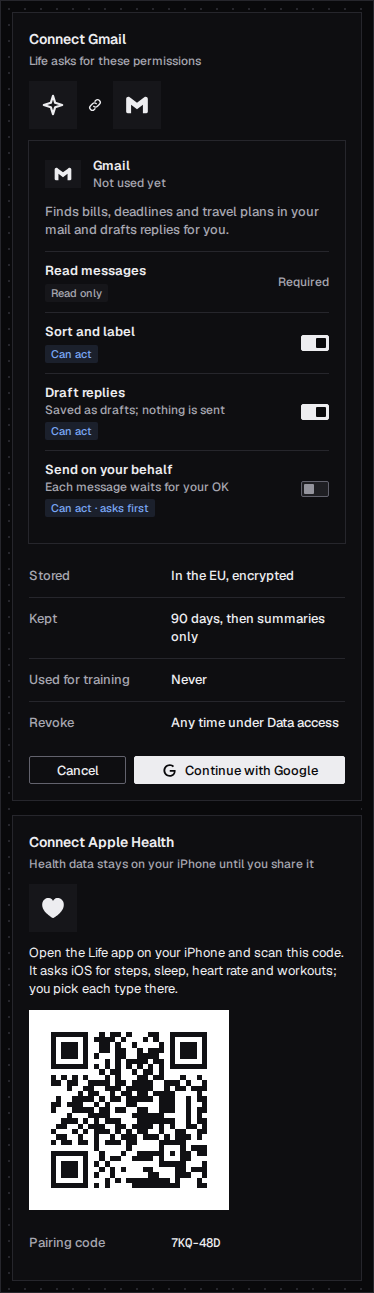 Connect Gmail
Life asks for these permissions
Gmail
Not used yet
Finds bills, deadlines and travel plans in your
mail and drafts replies for you.
Read messages
Read only
Required
Sort and label
Can act
Draft replies
Saved as drafts; nothing is sent
Can act
Send on your behalf
Each message waits for your OK
Can act · asks first
Stored
In the EU, encrypted
Kept
90 days, then summaries
only
Used for training
Never
Revoke
Any time under Data access
Cancel
Continue with Google
Connect Apple Health
Health data stays on your iPhone until you share it
Open the Life app on your iPhone and scan this code.
It asks iOS for steps, sleep, heart rate and workouts;
you pick each type there.
Pairing code
7KQ-48D